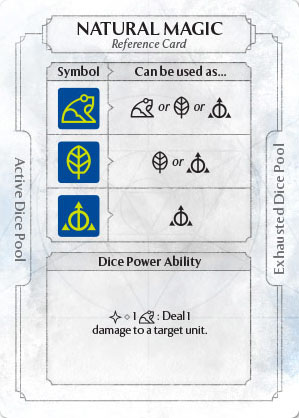 NATURAL MAGIC
Reference Card
Symbol Can be used as...
or or
or
Dice Power Ability
1 : Deal 1
damage to a target unit.
Active Dice Pool
Exhausted Dice Pool